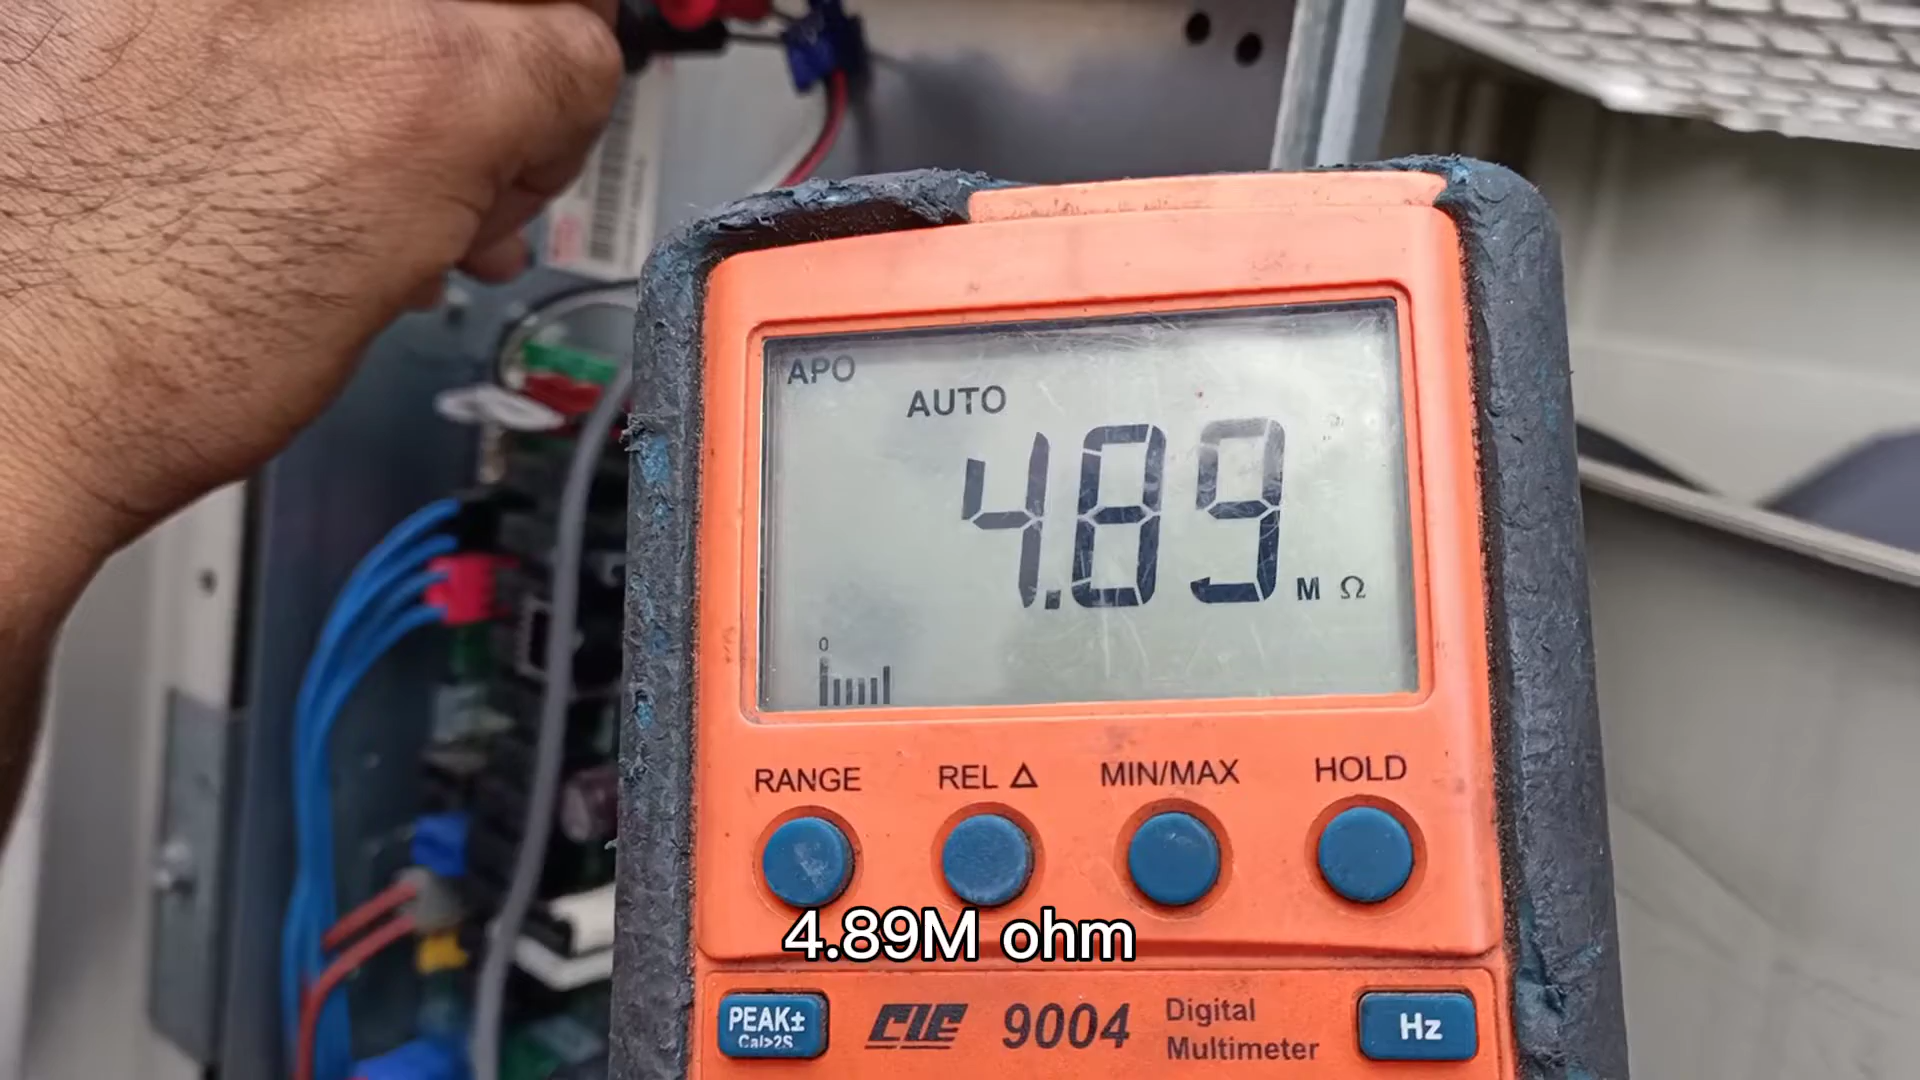 APO
AUTO
4.89 M Ω
0
RANGE
REL Δ
MIN/MAX
HOLD
4.89M ohm
PEAK±
Cal>2S
CIE 9004
Digital
Multimeter
Hz